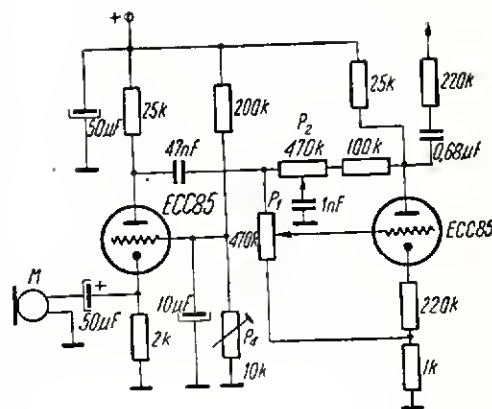 +
25k
200k
25k
220k
50µF
47nF
P₂
470k
100k
0,68µF
ECC85
P₁
1nF
470k
ECC85
M
+
50µF
2k
10µF
P₄
10k
220k
1k